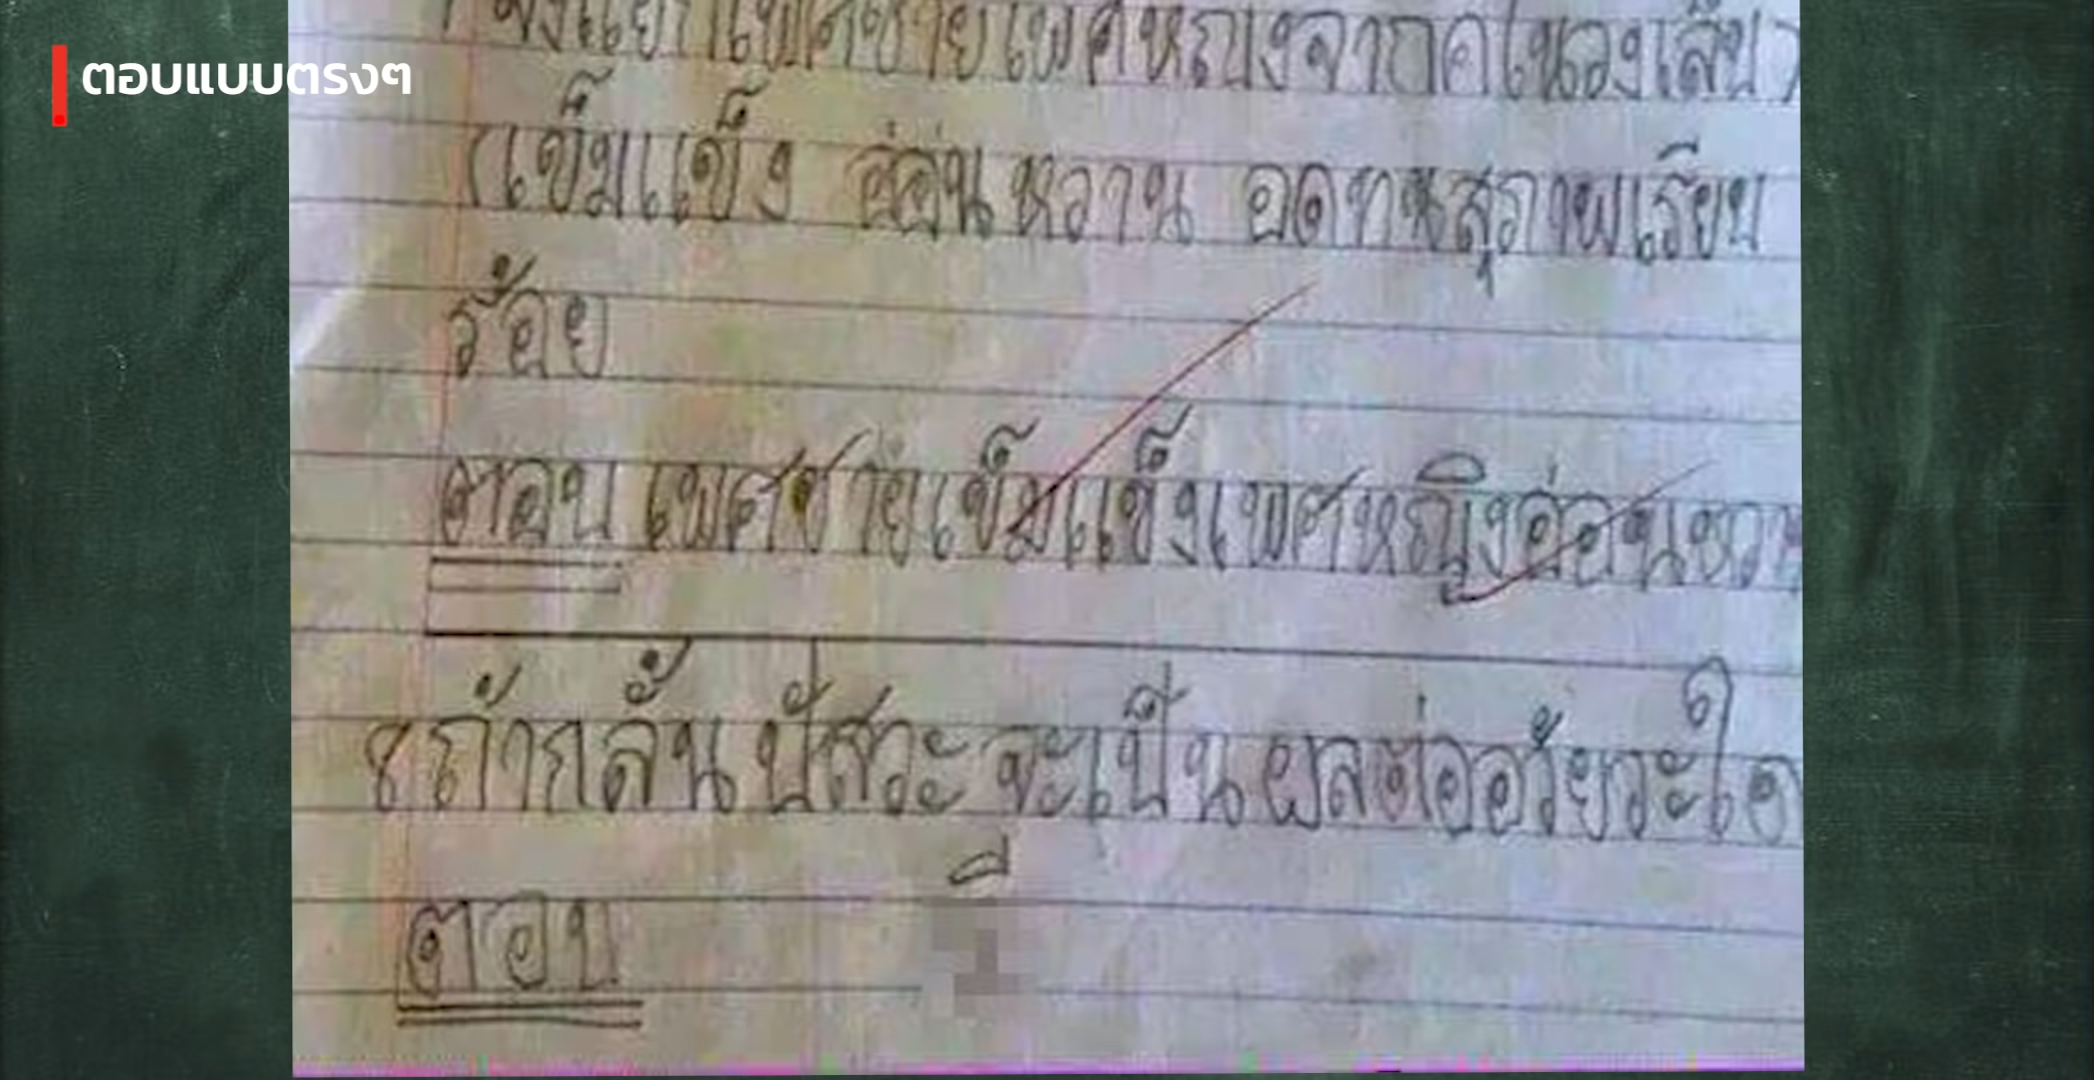 ตอบแบบตรงๆ
เพศชายเพศหญิงจากคำในวงเล็บ
(เข็มแข็ง อ่อนหวาน อดทนสุภาพเรียบ
ร้อย
ตอบ เพศชายเข็มแข็งเพศหญิงอ่อนหวาน
8 ถ้ากลั้นปัสวะจะเป็นผลต่ออวัยวะใด
ตอบ